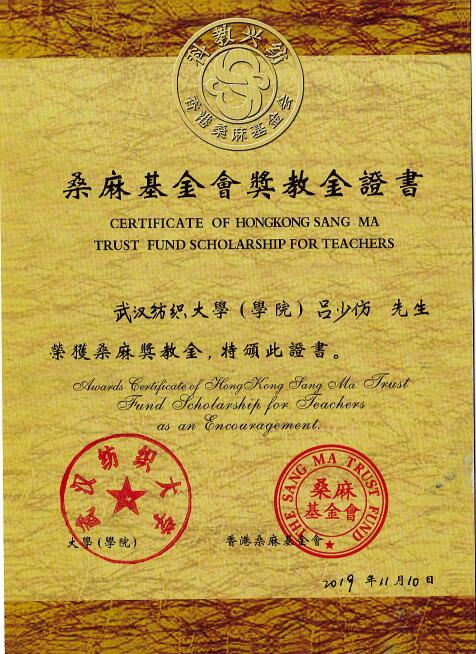 科教兴纺
香港桑麻基金会
桑麻基金會獎教金證書
CERTIFICATE OF HONGKONG SANG MA
TRUST FUND SCHOLARSHIP FOR TEACHERS
武汉纺织大學(學院)吕少仿 先生
榮獲桑麻獎教金,特頒此證書。
Awards Certificate of HongKong Sang Ma Trust
Fund Scholarship for Teachers
as an Encouragement.
武汉纺织大学
THE SANG MA TRUST FUND
桑麻
基金會
大學(學院)
香港桑麻基金會
2019 年11月10日